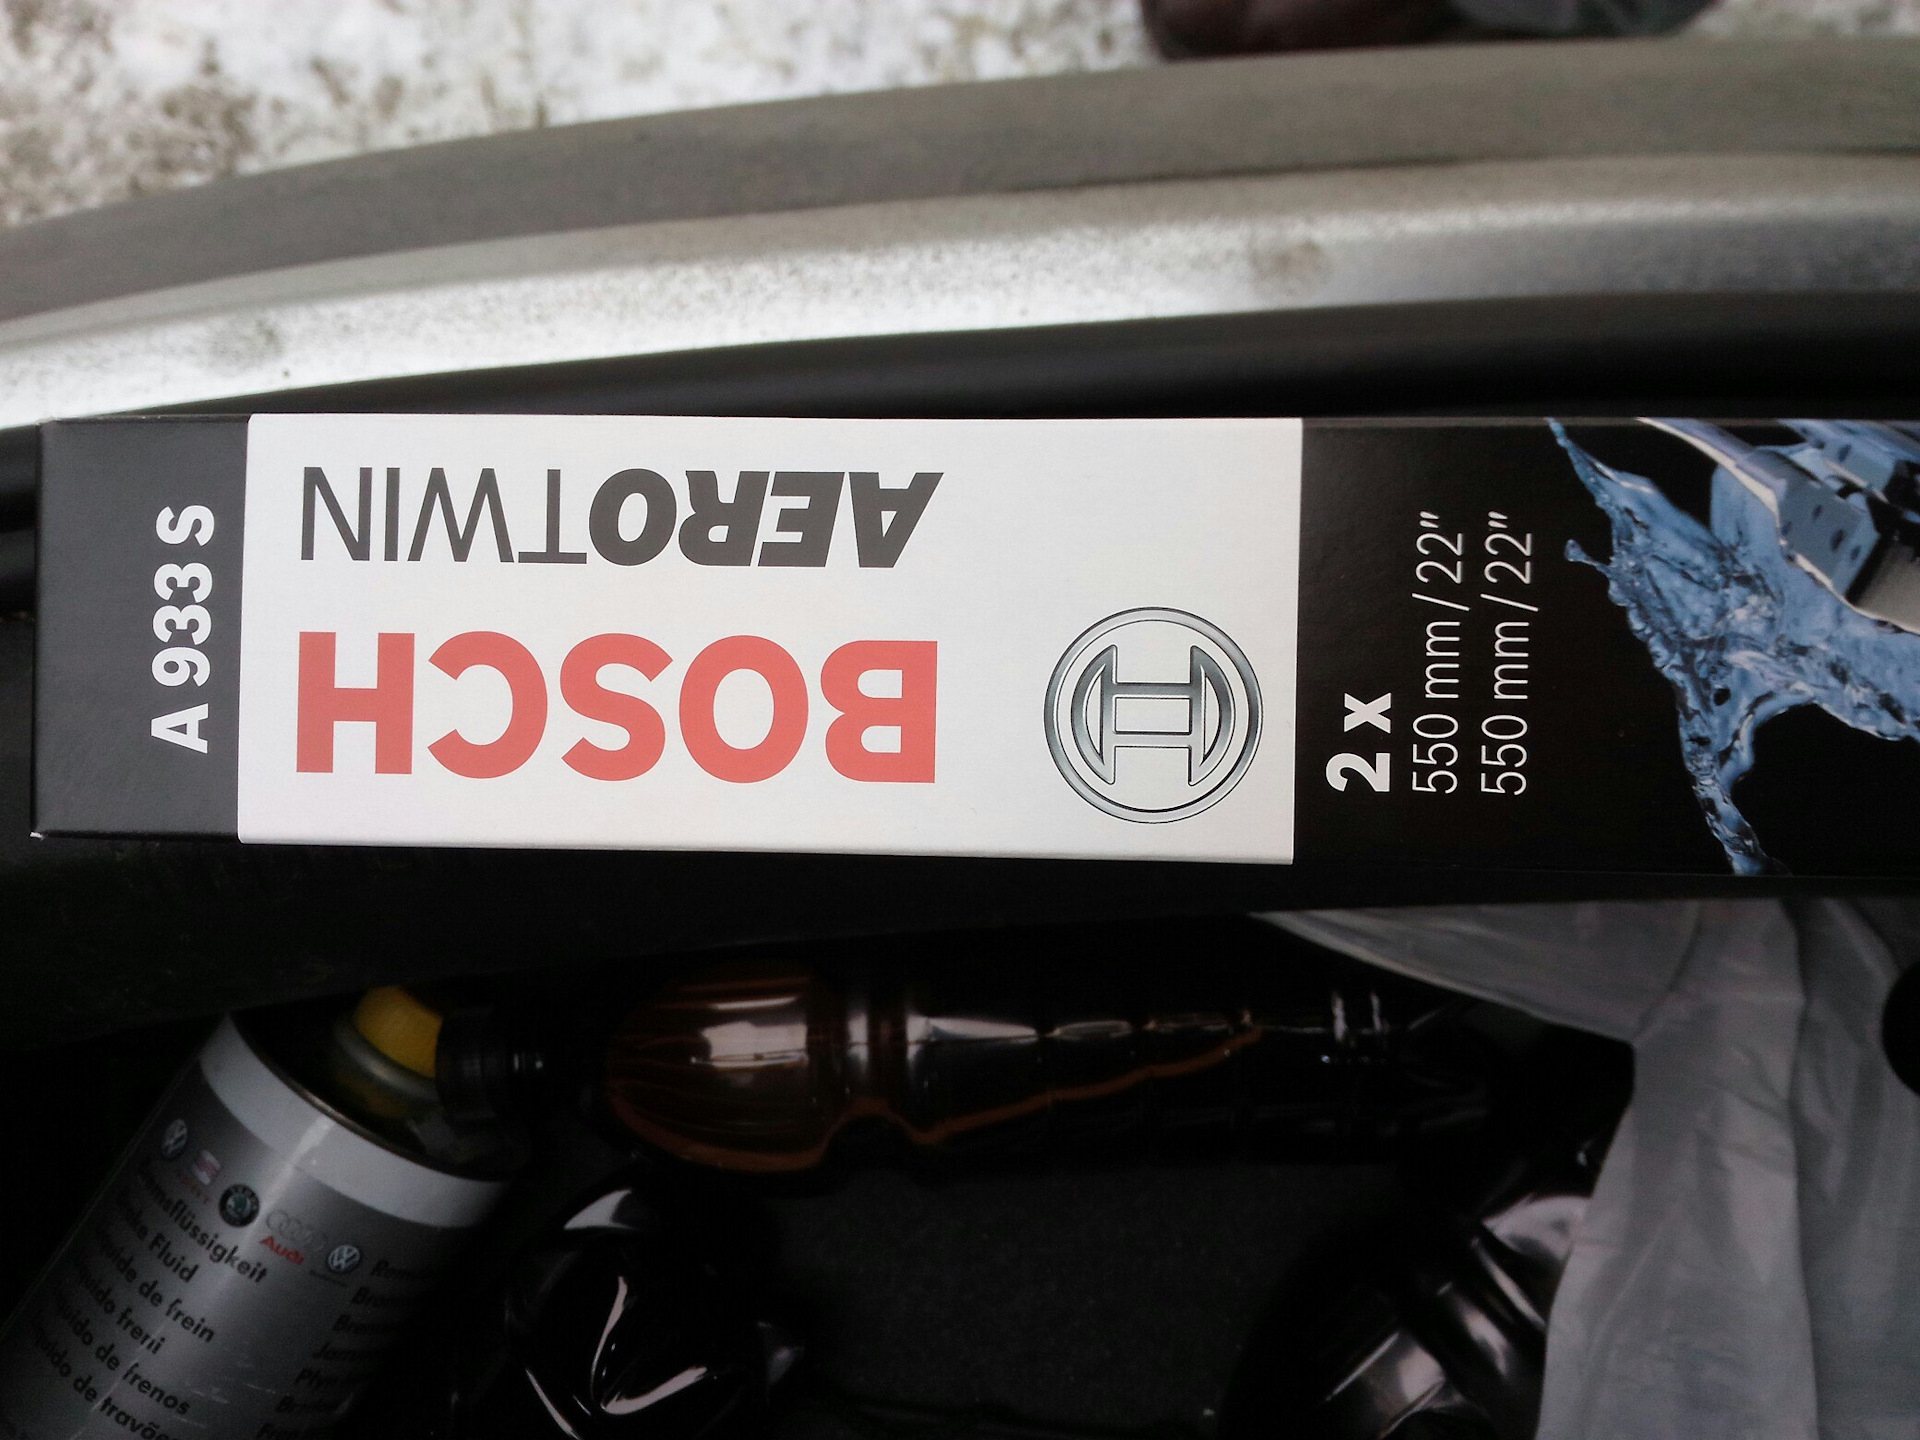 BOSCH
AEROTWIN
A 933 S
2 x
550 mm / 22"
550 mm / 22"
Audi
Bremsflüssigkeit
Brake Fluid
Liquide de frein
Liquido freni
Líquido de frenos